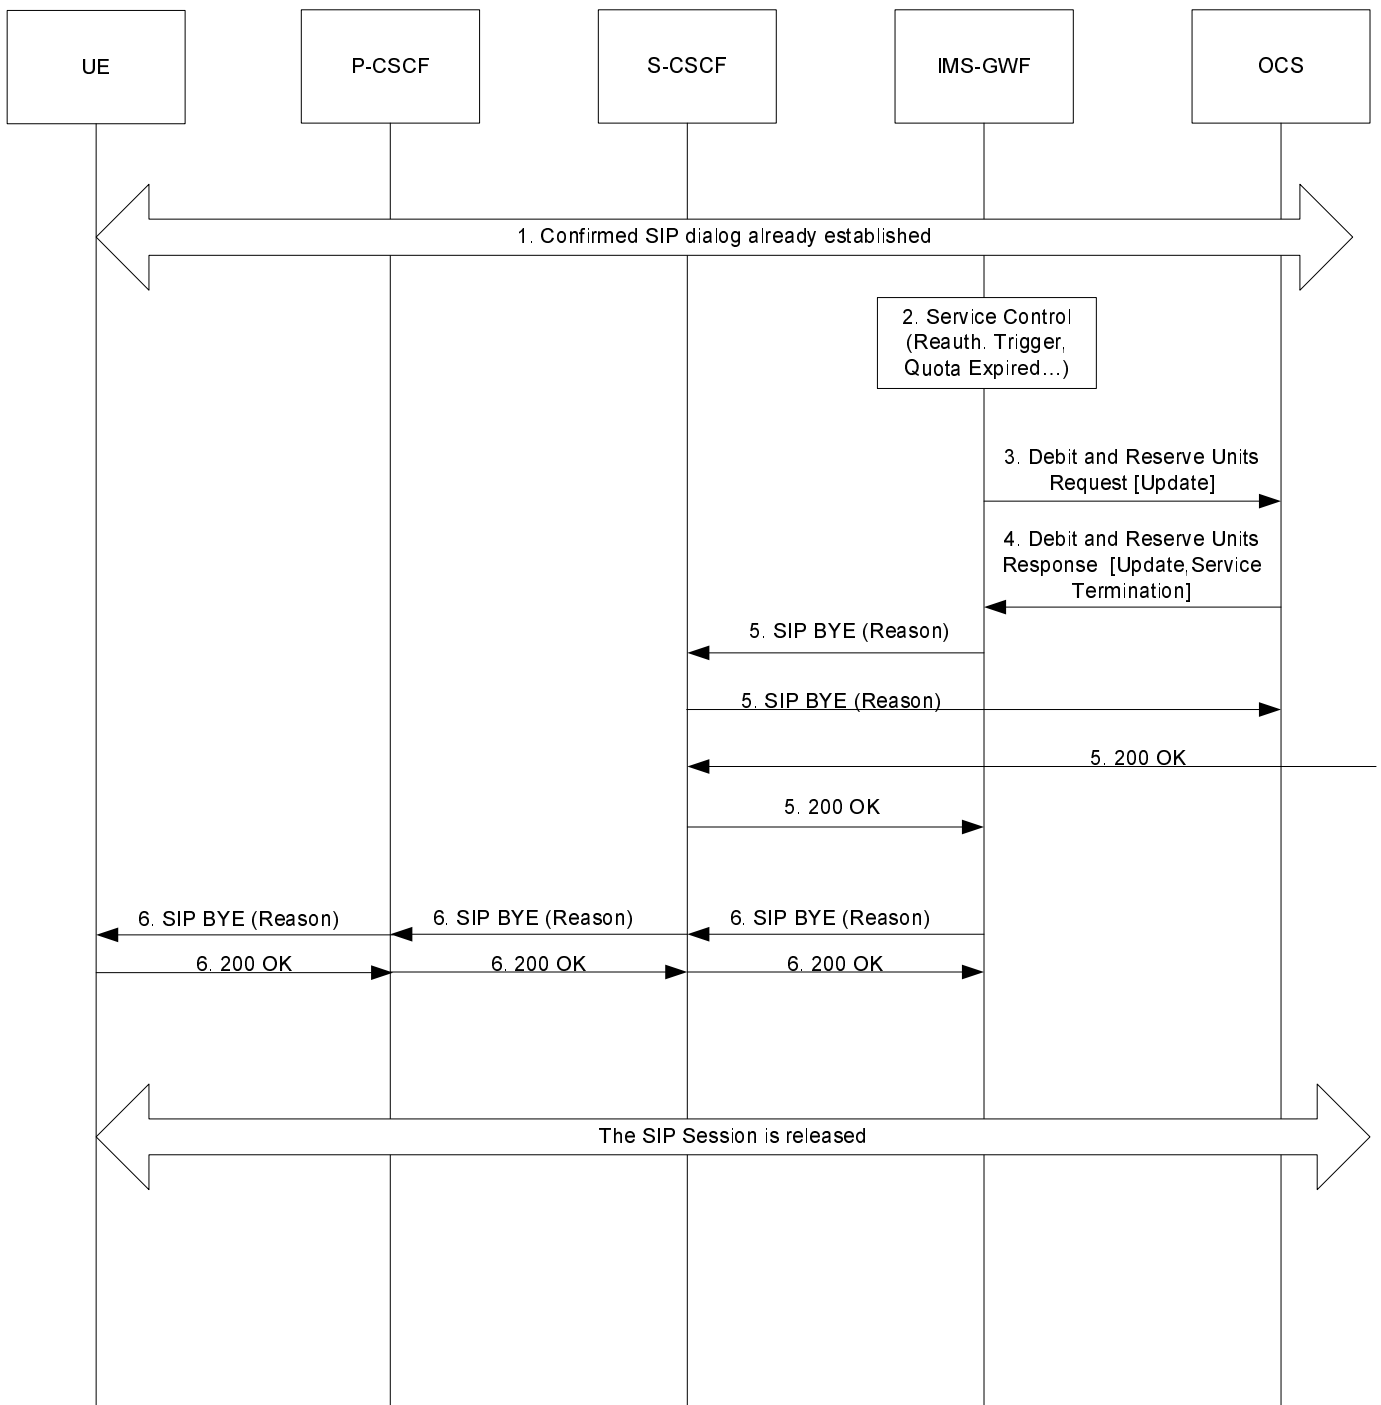 UE
P-CSCF
S-CSCF
IMS-GWF
OCS
1. Confirmed SIP dialog already established
2. Service Control
(Reauth. Trigger,
Quota Expired…)
3. Debit and Reserve Units
Request [Update]
4. Debit and Reserve Units
Response [Update,Service
Termination]
5. SIP BYE (Reason)
5. SIP BYE (Reason)
5. 200 OK
5. 200 OK
6. SIP BYE (Reason)
6. SIP BYE (Reason)
6. SIP BYE (Reason)
6. 200 OK
6. 200 OK
6. 200 OK
The SIP Session is released